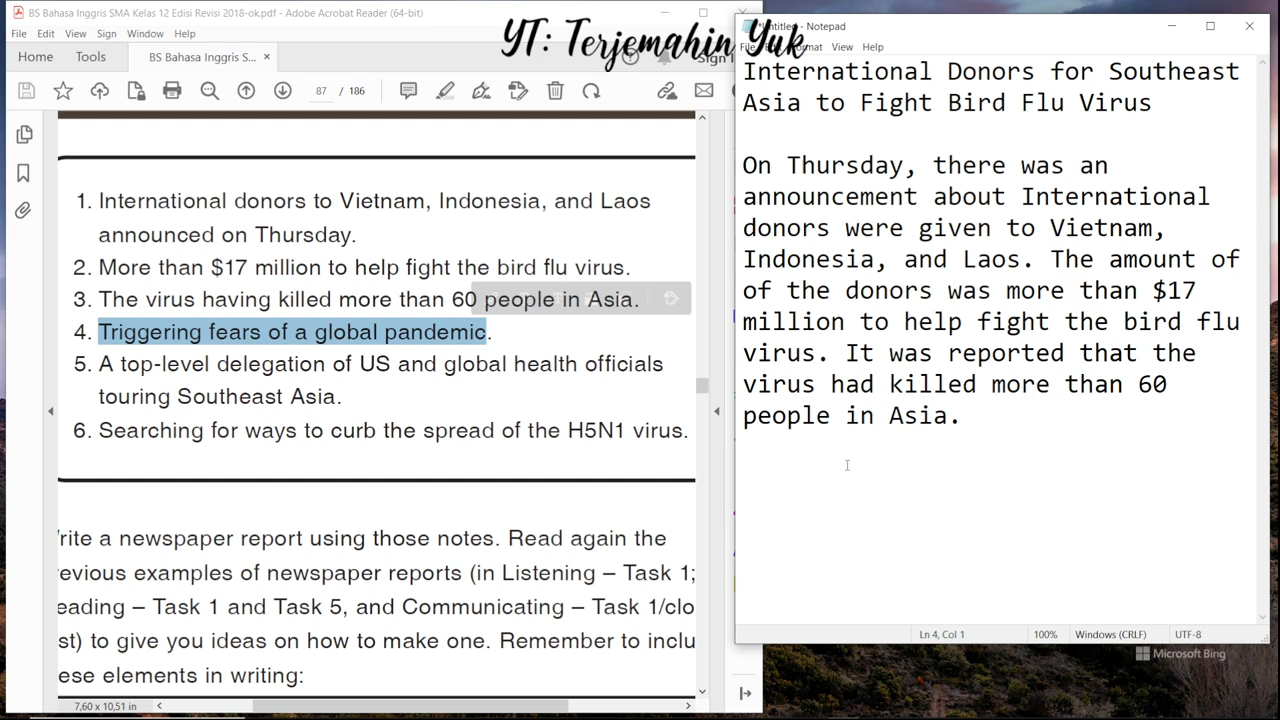 BS Bahasa Inggris SMA Kelas 12 Edisi Revisi 2018-ok.pdf - Adobe Acrobat Reader (64-bit)
File Edit View Sign Window Help
Home Tools BS Bahasa Inggris S... × Sign
87 / 186
YT: Terjemahin Yuk
1. International donors to Vietnam, Indonesia, and Laos
announced on Thursday.
2. More than $17 million to help fight the bird flu virus.
3. The virus having killed more than 60 people in Asia.
4. Triggering fears of a global pandemic.
5. A top-level delegation of US and global health officials
touring Southeast Asia.
6. Searching for ways to curb the spread of the H5N1 virus.
rite a newspaper report using those notes. Read again the
evious examples of newspaper reports (in Listening – Task 1;
eading – Task 1 and Task 5, and Communicating – Task 1/clo
st) to give you ideas on how to make one. Remember to inclu
ese elements in writing:
7,60 x 10,51 in
*Untitled - Notepad
File Edit Format View Help
International Donors for Southeast
Asia to Fight Bird Flu Virus
On Thursday, there was an
announcement about International
donors were given to Vietnam,
Indonesia, and Laos. The amount of
of the donors was more than $17
million to help fight the bird flu
virus. It was reported that the
virus had killed more than 60
people in Asia.
Ln 4, Col 1 100% Windows (CRLF) UTF-8
Microsoft Bing